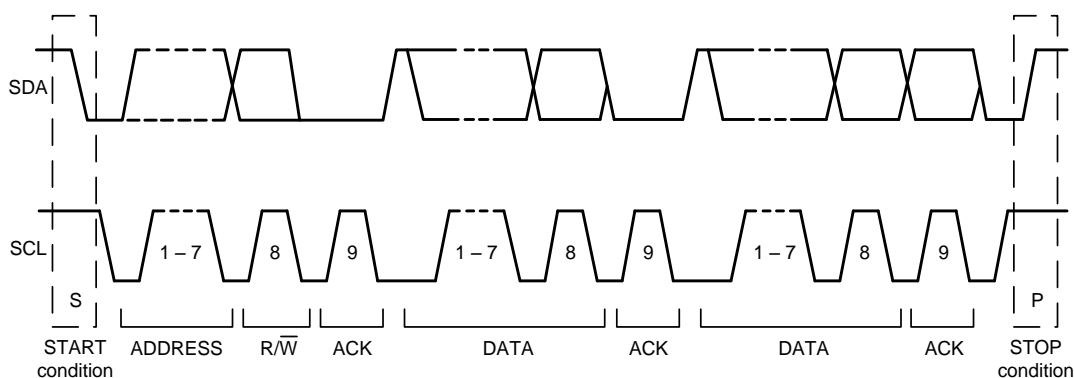 SDA
SCL
1 – 7
8
9
1 – 7
8
9
1 – 7
8
9
S
P
START
condition
ADDRESS
R/W̅
ACK
DATA
ACK
DATA
ACK
STOP
condition